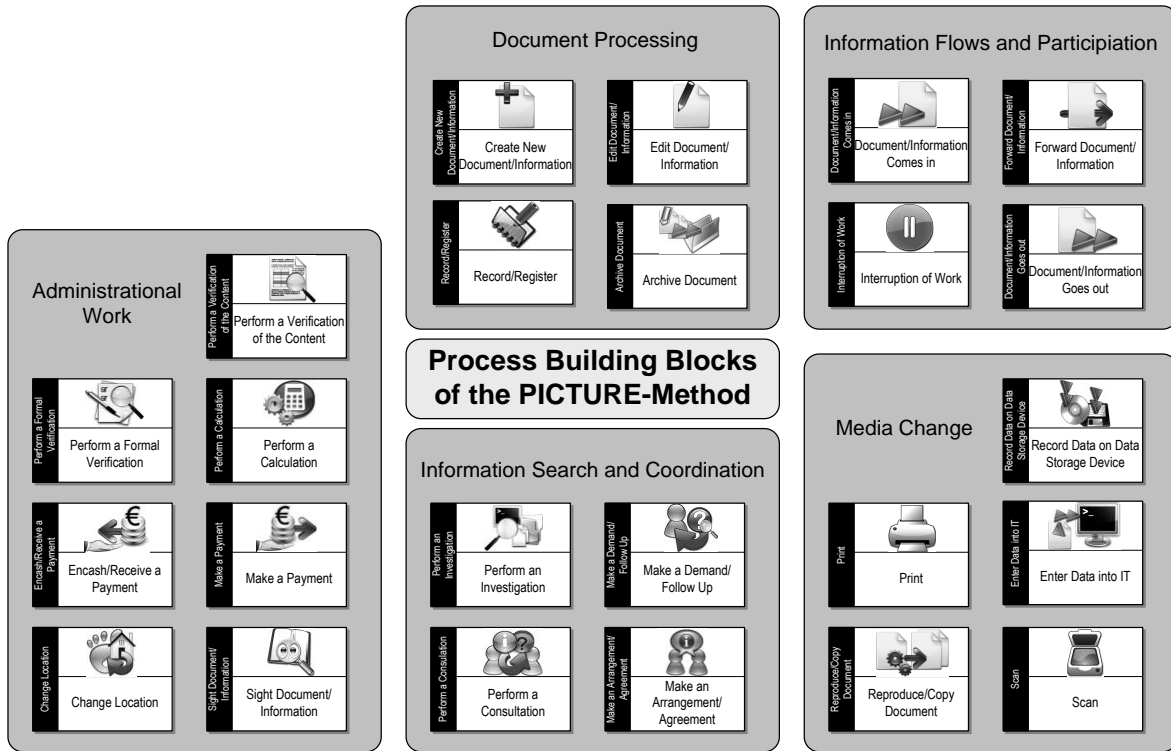 Document Processing
Create New
Document/Information
Create New
Document/Information
Edit Document/
Information
Edit Document/
Information
Record/Register
Record/Register
Archive Document
Archive Document
Information Flows and Participiation
Document/Information
Comes in
Document/Information
Comes in
Forward Document/
Information
Forward Document/
Information
Interruption of Work
Interruption of Work
Document/Information
Goes out
Document/Information
Goes out
Administrational
Work
Perform a Verification
of the Content
Perform a Verification
of the Content
Perform a Formal
Verification
Perform a Formal
Verification
Perform a Calculation
Perform a
Calculation
Encash/Receive a
Payment
€
Encash/Receive a
Payment
Make a Payment
€
Make a Payment
Change Location
Change Location
Sight Document/
Information
Sight Document/
Information
Process Building Blocks
of the PICTURE-Method
Information Search and Coordination
Perform an
Investigation
Perform an
Investigation
Make a Demand/
Follow Up
Make a Demand/
Follow Up
Perform a Consulation
Perform a
Consultation
Make an Arrangement/
Agreement
Make an
Arrangement/
Agreement
Media Change
Record Data on Data
Storage Device
Record Data on Data
Storage Device
Print
Print
Enter Data into IT
>_
Enter Data into IT
Reproduce/Copy
Document
Reproduce/Copy
Document
Scan
Scan